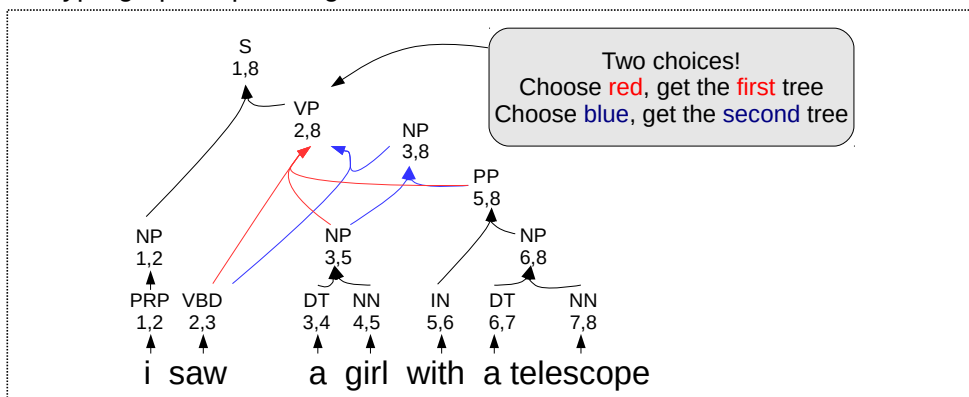 S
1,8
Two choices!
Choose red, get the first tree
Choose blue, get the second tree
VP
2,8
NP
3,8
PP
5,8
NP
1,2
NP
3,5
NP
6,8
PRP VBD DT NN IN DT NN
1,2 2,3 3,4 4,5 5,6 6,7 7,8
i saw a girl with a telescope